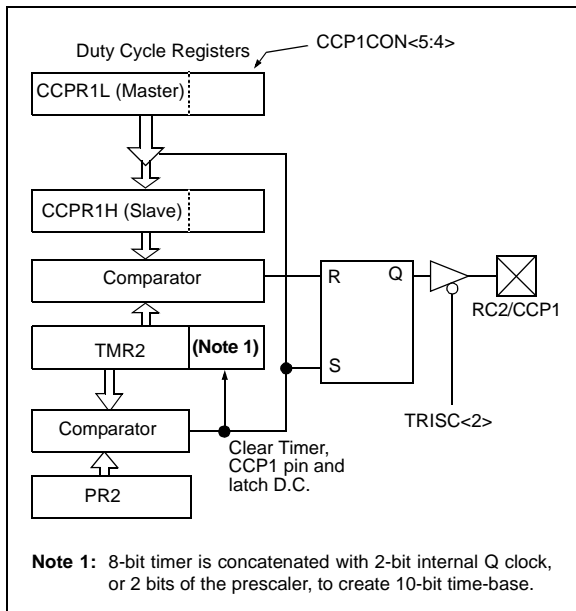 Duty Cycle Registers
CCP1CON<5:4>
CCPR1L (Master)
CCPR1H (Slave)
Comparator
R
Q
RC2/CCP1
TMR2
(Note 1)
S
TRISC<2>
Comparator
Clear Timer,
CCP1 pin and
latch D.C.
PR2
Note 1: 8-bit timer is concatenated with 2-bit internal Q clock,
or 2 bits of the prescaler, to create 10-bit time-base.